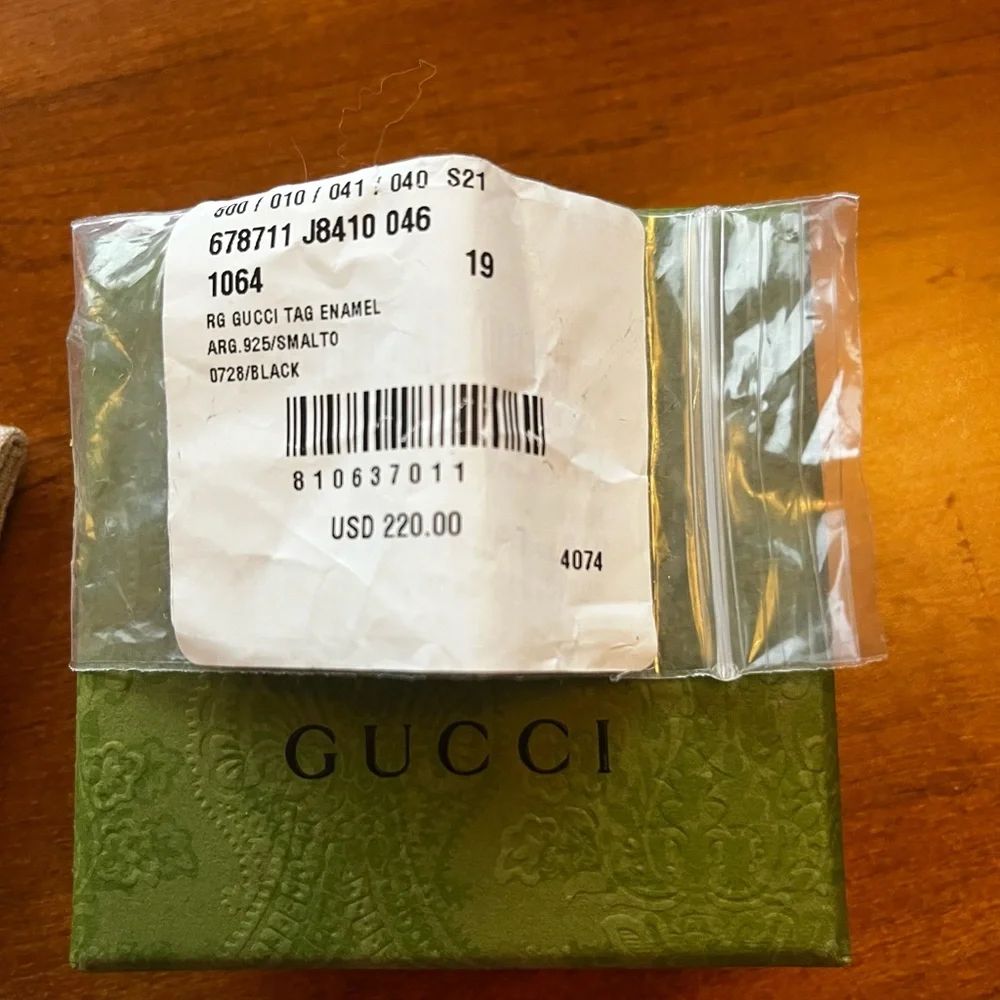 / 010 / 041 / 040 S21
678711 J8410 046
1064 19
RG GUCCI TAG ENAMEL
ARG.925/SMALTO
0728/BLACK
810637011
USD 220.00
4074
GUCCI